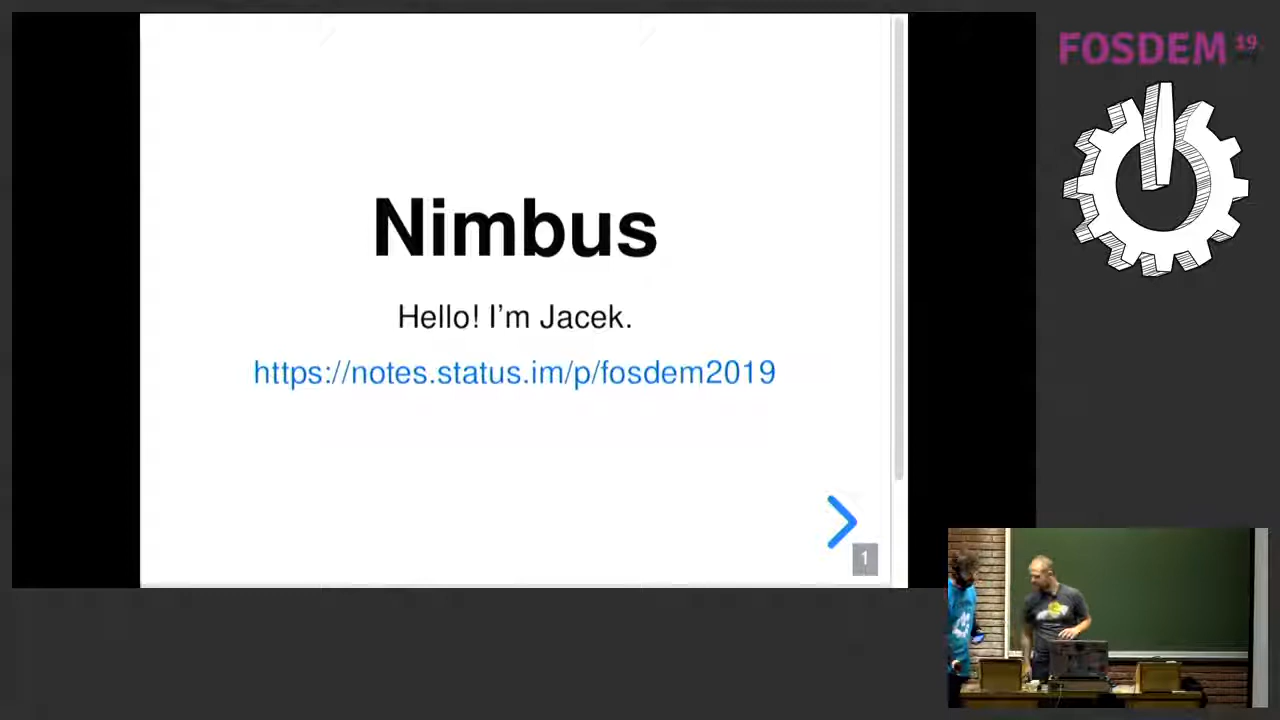 FOSDEM 19
Nimbus
Hello! I'm Jacek.
https://notes.status.im/p/fosdem2019
1